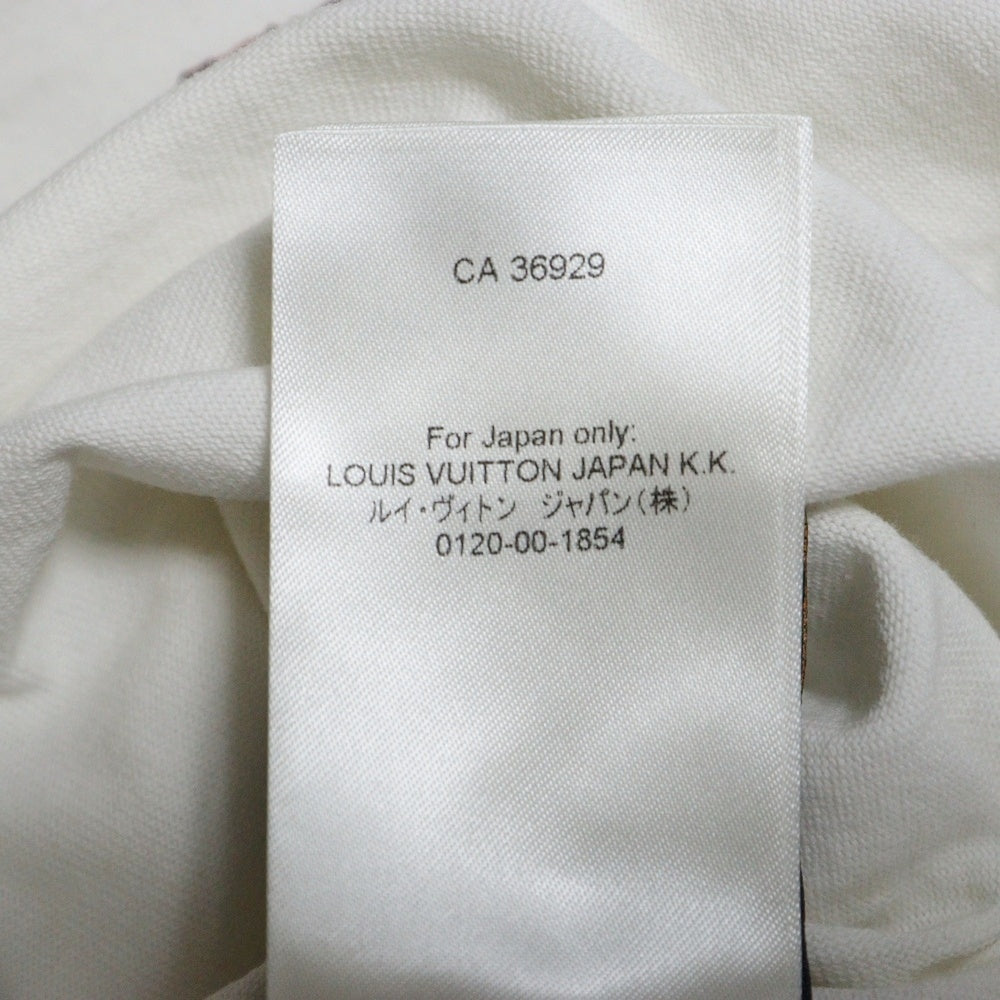 CA 36929
For Japan only:
LOUIS VUITTON JAPAN K.K.
ルイ・ヴィトン ジャパン(株)
0120-00-1854